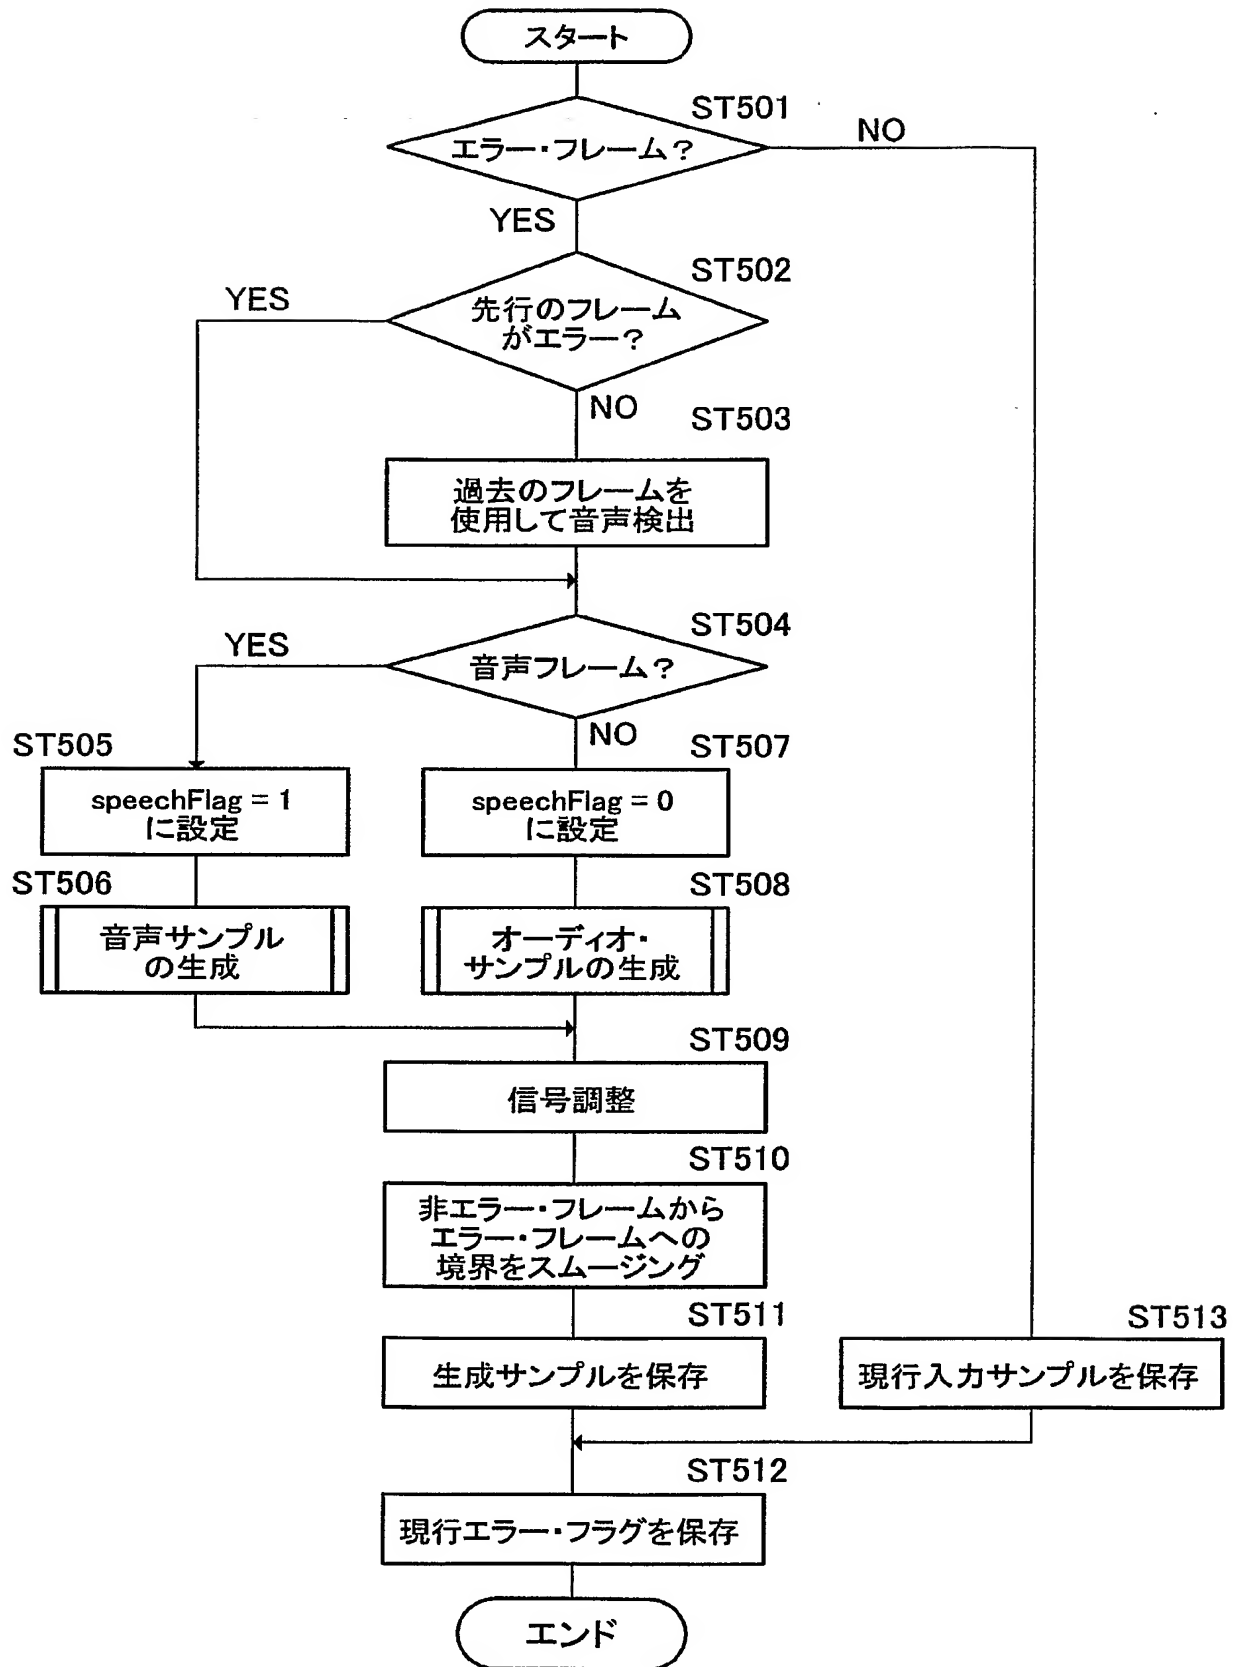 スタート
ST501
エラー・フレーム?
NO
YES
ST502
YES
先行のフレーム
がエラー?
NO
ST503
過去のフレームを
使用して音声検出
ST504
YES
音声フレーム?
NO
ST505
ST507
speechFlag = 1
に設定
speechFlag = 0
に設定
ST506
ST508
音声サンプル
の生成
オーディオ・
サンプルの生成
ST509
信号調整
ST510
非エラー・フレームから
エラー・フレームへの
境界をスムージング
ST511
ST513
生成サンプルを保存
現行入力サンプルを保存
ST512
現行エラー・フラグを保存
エンド